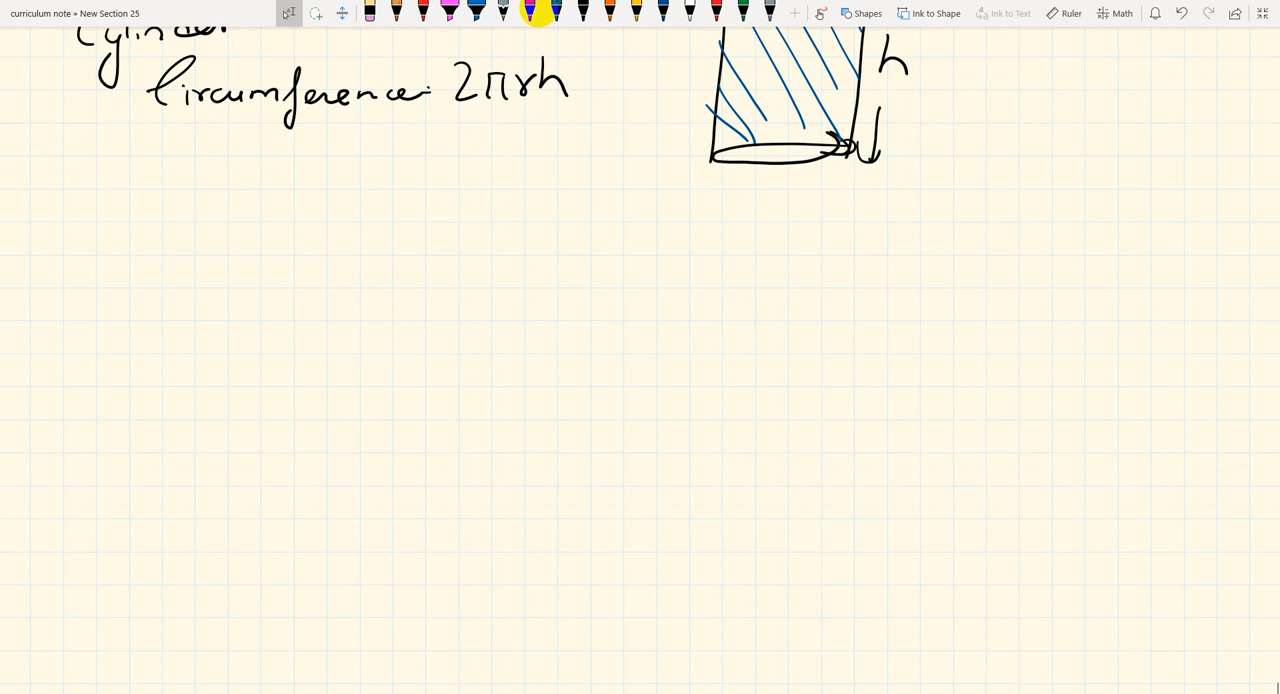 curriculum note » New Section 25
Shapes
Ink to Shape
Ink to Text
Ruler
Math
Circumference 2πrh
h